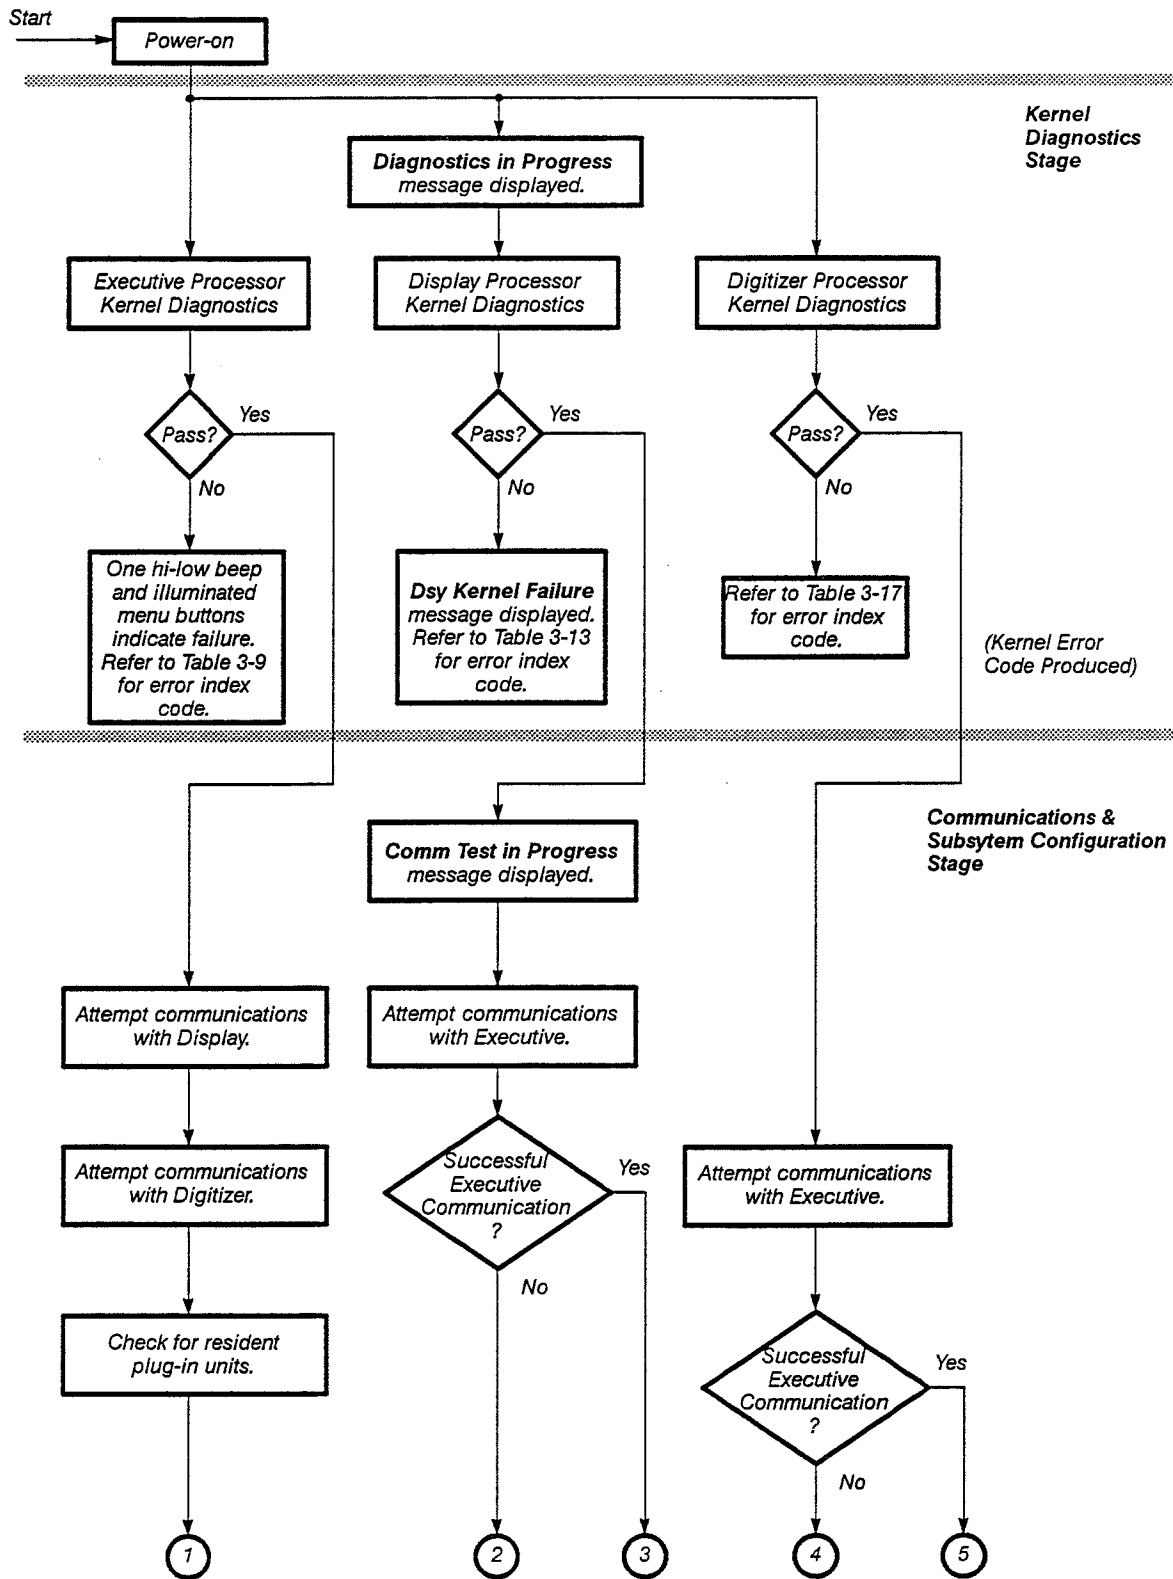 Start
Power-on
Kernel
Diagnostics
Stage
Diagnostics in Progress
message displayed.
Executive Processor
Kernel Diagnostics
Display Processor
Kernel Diagnostics
Digitizer Processor
Kernel Diagnostics
Pass?
Yes
No
Pass?
Yes
No
Pass?
Yes
No
One hi-low beep
and illuminated
menu buttons
indicate failure.
Refer to Table 3-9
for error index
code.
Dsy Kernel Failure
message displayed.
Refer to Table 3-13
for error index
code.
Refer to Table 3-17
for error index
code.
(Kernel Error
Code Produced)
Communications &
Subsytem Configuration
Stage
Comm Test in Progress
message displayed.
Attempt communications
with Display.
Attempt communications
with Executive.
Attempt communications
with Digitizer.
Successful
Executive
Communication
?
Yes
No
Attempt communications
with Executive.
Check for resident
plug-in units.
Successful
Executive
Communication
?
Yes
No
1
2
3
4
5